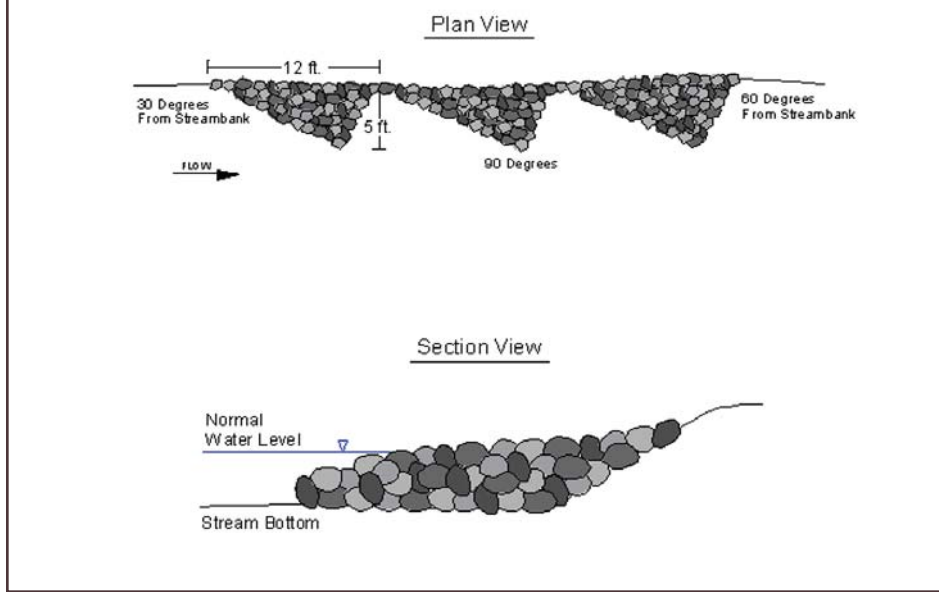 Plan View
12 ft.
30 Degrees
From Streambank
5 ft.
60 Degrees
From Streambank
90 Degrees
FLOW
Section View
Normal
Water Level
Stream Bottom